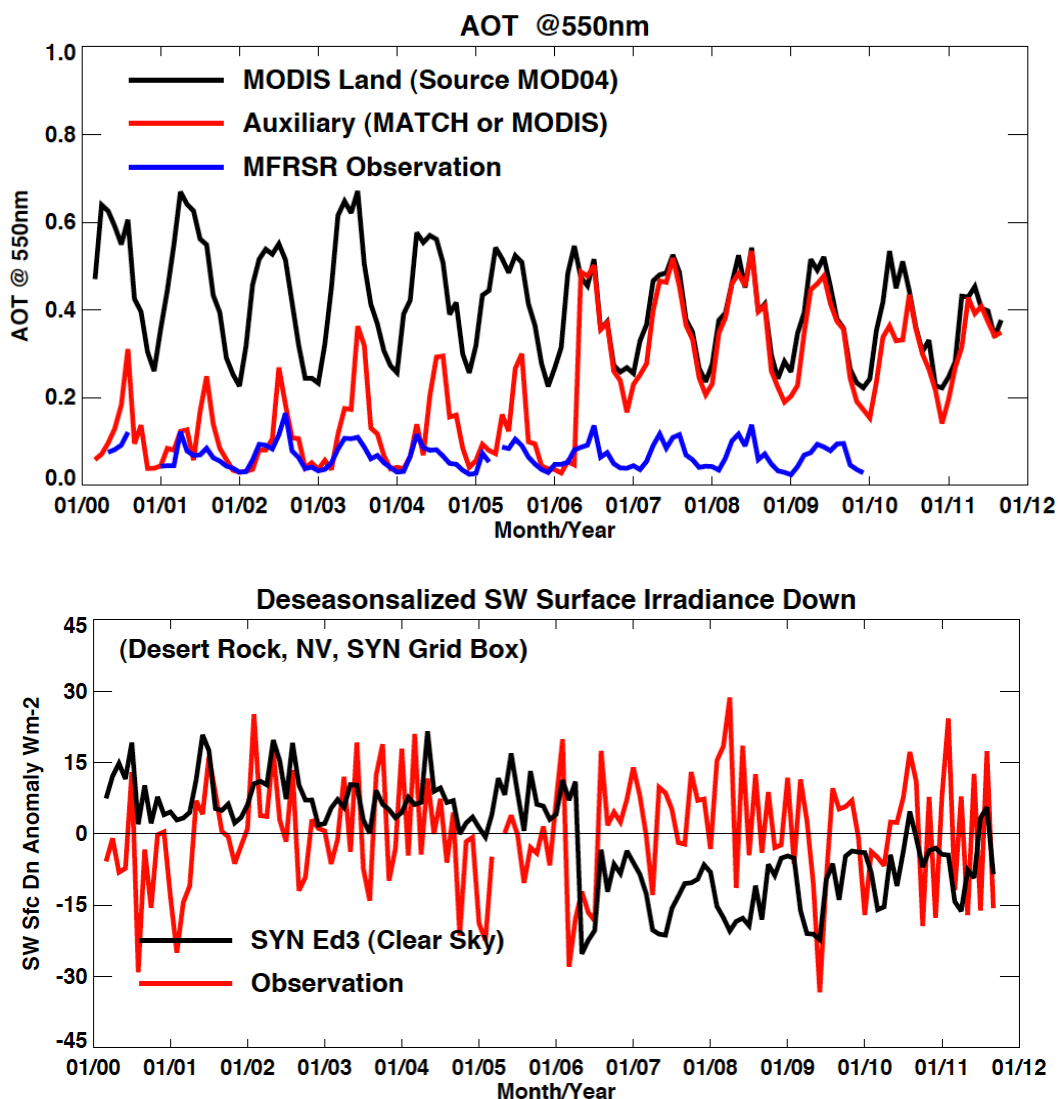 AOT @550nm
1.0
0.8
0.6
0.4
0.2
0.0
AOT @ 550nm
MODIS Land (Source MOD04)
Auxiliary (MATCH or MODIS)
MFRSR Observation
01/00 01/01 01/02 01/03 01/04 01/05 01/06 01/07 01/08 01/09 01/10 01/11 01/12
Month/Year
Deseasonsalized SW Surface Irradiance Down
45
30
15
0
-15
-30
-45
SW Sfc Dn Anomaly Wm-2
(Desert Rock, NV, SYN Grid Box)
SYN Ed3 (Clear Sky)
Observation
01/00 01/01 01/02 01/03 01/04 01/05 01/06 01/07 01/08 01/09 01/10 01/11 01/12
Month/Year